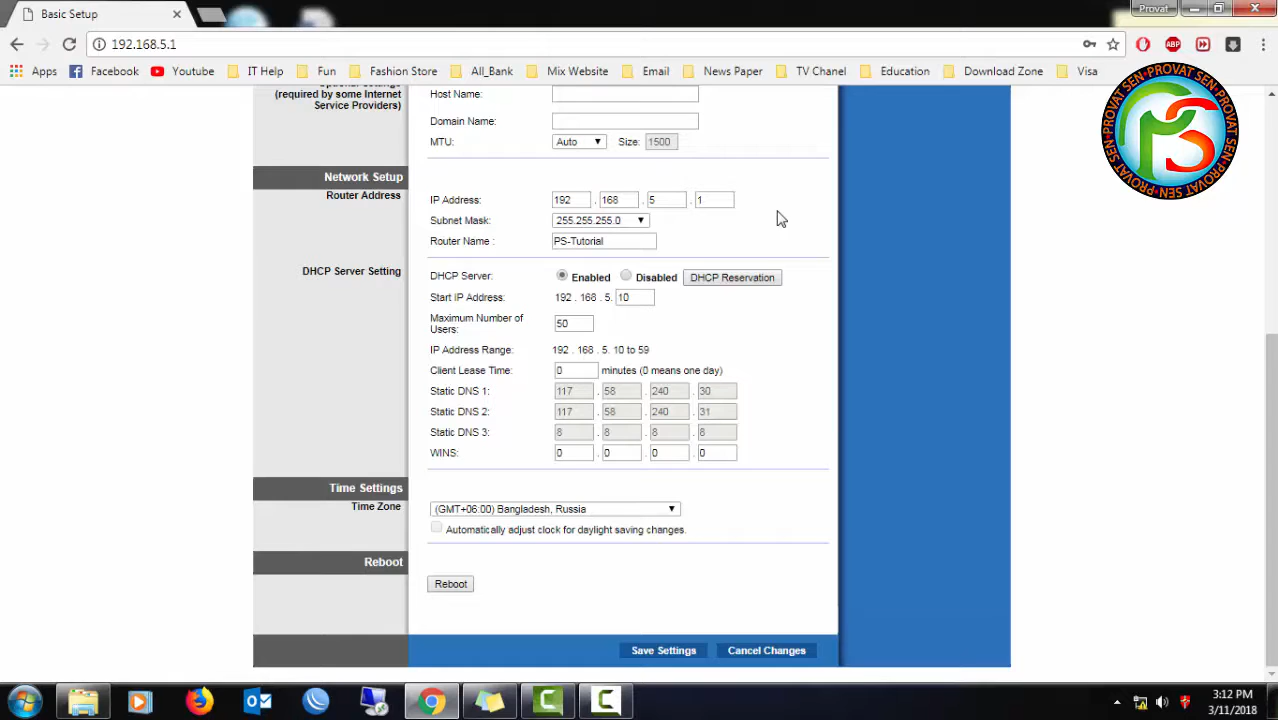 Basic Setup
Provat
192.168.5.1
ABP
Apps Facebook Youtube IT Help Fun Fashion Store All_Bank Mix Website Email News Paper TV Chanel Education Download Zone Visa
(required by some Internet
Service Providers)
Host Name:
Domain Name:
MTU: Auto Size: 1500
Network Setup
Router Address
IP Address: 192 . 168 . 5 . 1
Subnet Mask: 255.255.255.0
Router Name : PS-Tutorial
DHCP Server Setting
DHCP Server: Enabled Disabled DHCP Reservation
Start IP Address: 192 . 168 . 5. 10
Maximum Number of
Users: 50
IP Address Range: 192 . 168 . 5. 10 to 59
Client Lease Time: 0 minutes (0 means one day)
Static DNS 1: 117 . 58 . 240 . 30
Static DNS 2: 117 . 58 . 240 . 31
Static DNS 3: 8 . 8 . 8 . 8
WINS: 0 . 0 . 0 . 0
Time Settings
Time Zone
(GMT+06:00) Bangladesh, Russia
Automatically adjust clock for daylight saving changes.
Reboot
Reboot
Save Settings Cancel Changes
PROVAT SEN PROVAT SEN
PS
3:12 PM
3/11/2018